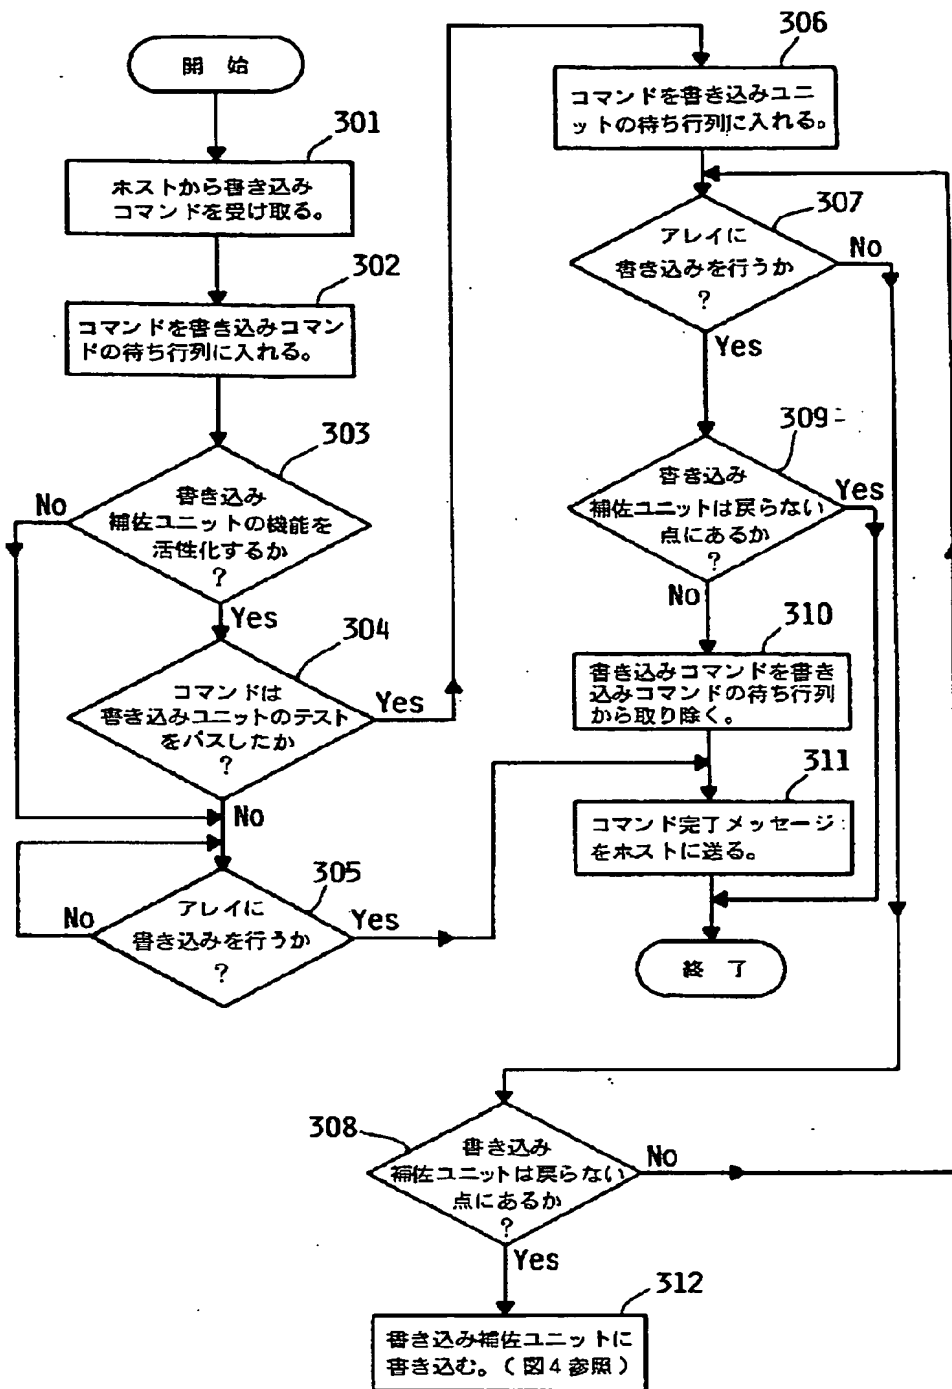 開 始
301
ホストから書き込み
コマンドを受け取る。
302
コマンドを書き込みコマン
ドの待ち行列に入れる。
303
書き込み
補佐ユニットの機能を
活性化するか
?
No
Yes
304
コマンドは
書き込みユニットのテスト
をパスしたか
?
Yes
No
305
アレイに
書き込みを行うか
?
No
Yes
306
コマンドを書き込みユニ
ットの待ち行列に入れる。
307
アレイに
書き込みを行うか
?
No
Yes
309
書き込み
補佐ユニットは戻らない
点にあるか
?
Yes
No
310
書き込みコマンドを書き
込みコマンドの待ち行列
から取り除く。
311
コマンド完了メッセージ
をホストに送る。
終 了
308
書き込み
補佐ユニットは戻らない
点にあるか
?
No
Yes
312
書き込み補佐ユニットに
書き込む。(図4参照)